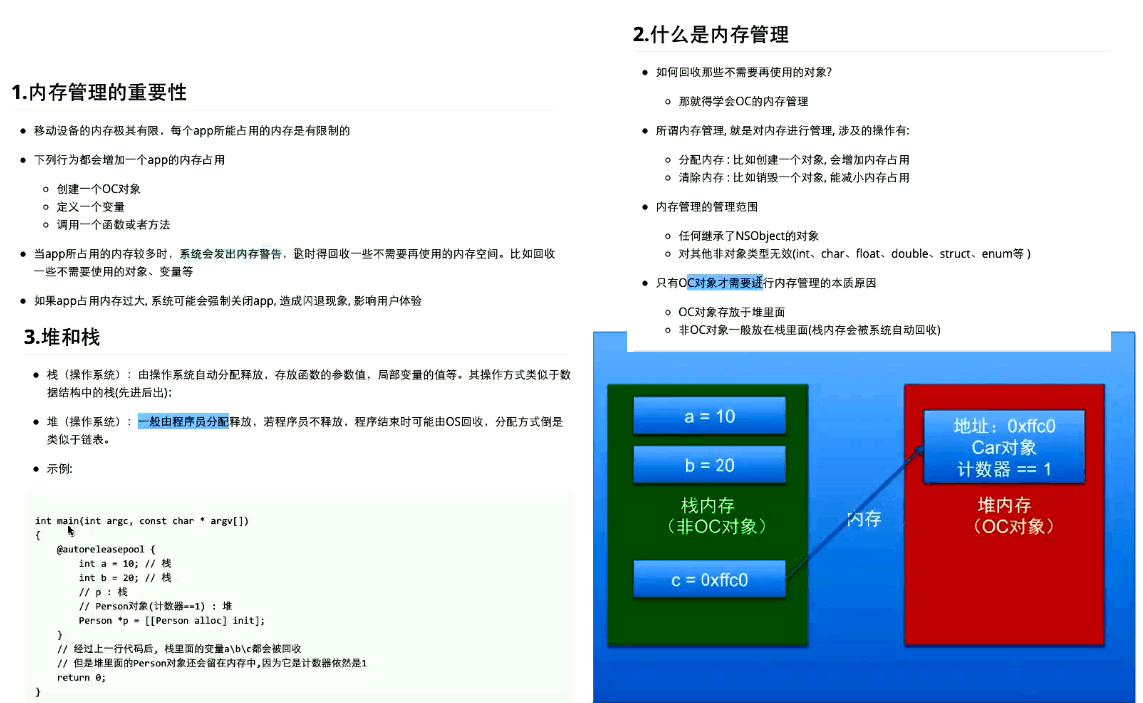 1.内存管理的重要性
移动设备的内存极其有限，每个app所能占用的内存是有限制的
下列行为都会增加一个app的内存占用
创建一个OC对象
定义一个变量
调用一个函数或者方法
当app所占用的内存较多时，系统会发出内存警告，这时得回收一些不需要再使用的内存空间。比如回收
一些不需要使用的对象、变量等
如果app占用内存过大, 系统可能会强制关闭app, 造成闪退现象, 影响用户体验
2.什么是内存管理
如何回收那些不需要再使用的对象?
那就得学会OC的内存管理
所谓内存管理, 就是对内存进行管理, 涉及的操作有:
分配内存 : 比如创建一个对象, 会增加内存占用
清除内存 : 比如销毁一个对象, 能减小内存占用
内存管理的管理范围
任何继承了NSObject的对象
对其他非对象类型无效(int、char、float、double、struct、enum等 )
只有OC对象才需要进行内存管理的本质原因
OC对象存放于堆里面
非OC对象一般放在栈里面(栈内存会被系统自动回收)
3.堆和栈
栈（操作系统）：由操作系统自动分配释放，存放函数的参数值，局部变量的值等。其操作方式类似于数
据结构中的栈(先进后出);
堆（操作系统）：一般由程序员分配释放，若程序员不释放，程序结束时可能由OS回收，分配方式倒是
类似于链表。
示例:
int main(int argc, const char * argv[])
{
@autoreleasepool {
int a = 10; // 栈
int b = 20; // 栈
// p : 栈
// Person对象(计数器==1) : 堆
Person *p = [[Person alloc] init];
}
// 经过上一行代码后, 栈里面的变量a\b\c都会被回收
// 但是堆里面的Person对象还会留在内存中,因为它是计数器依然是1
return 0;
}
a = 10
b = 20
栈内存
（非OC对象）
c = 0xffc0
内存
地址：0xffc0
Car对象
计数器 == 1
堆内存
（OC对象）